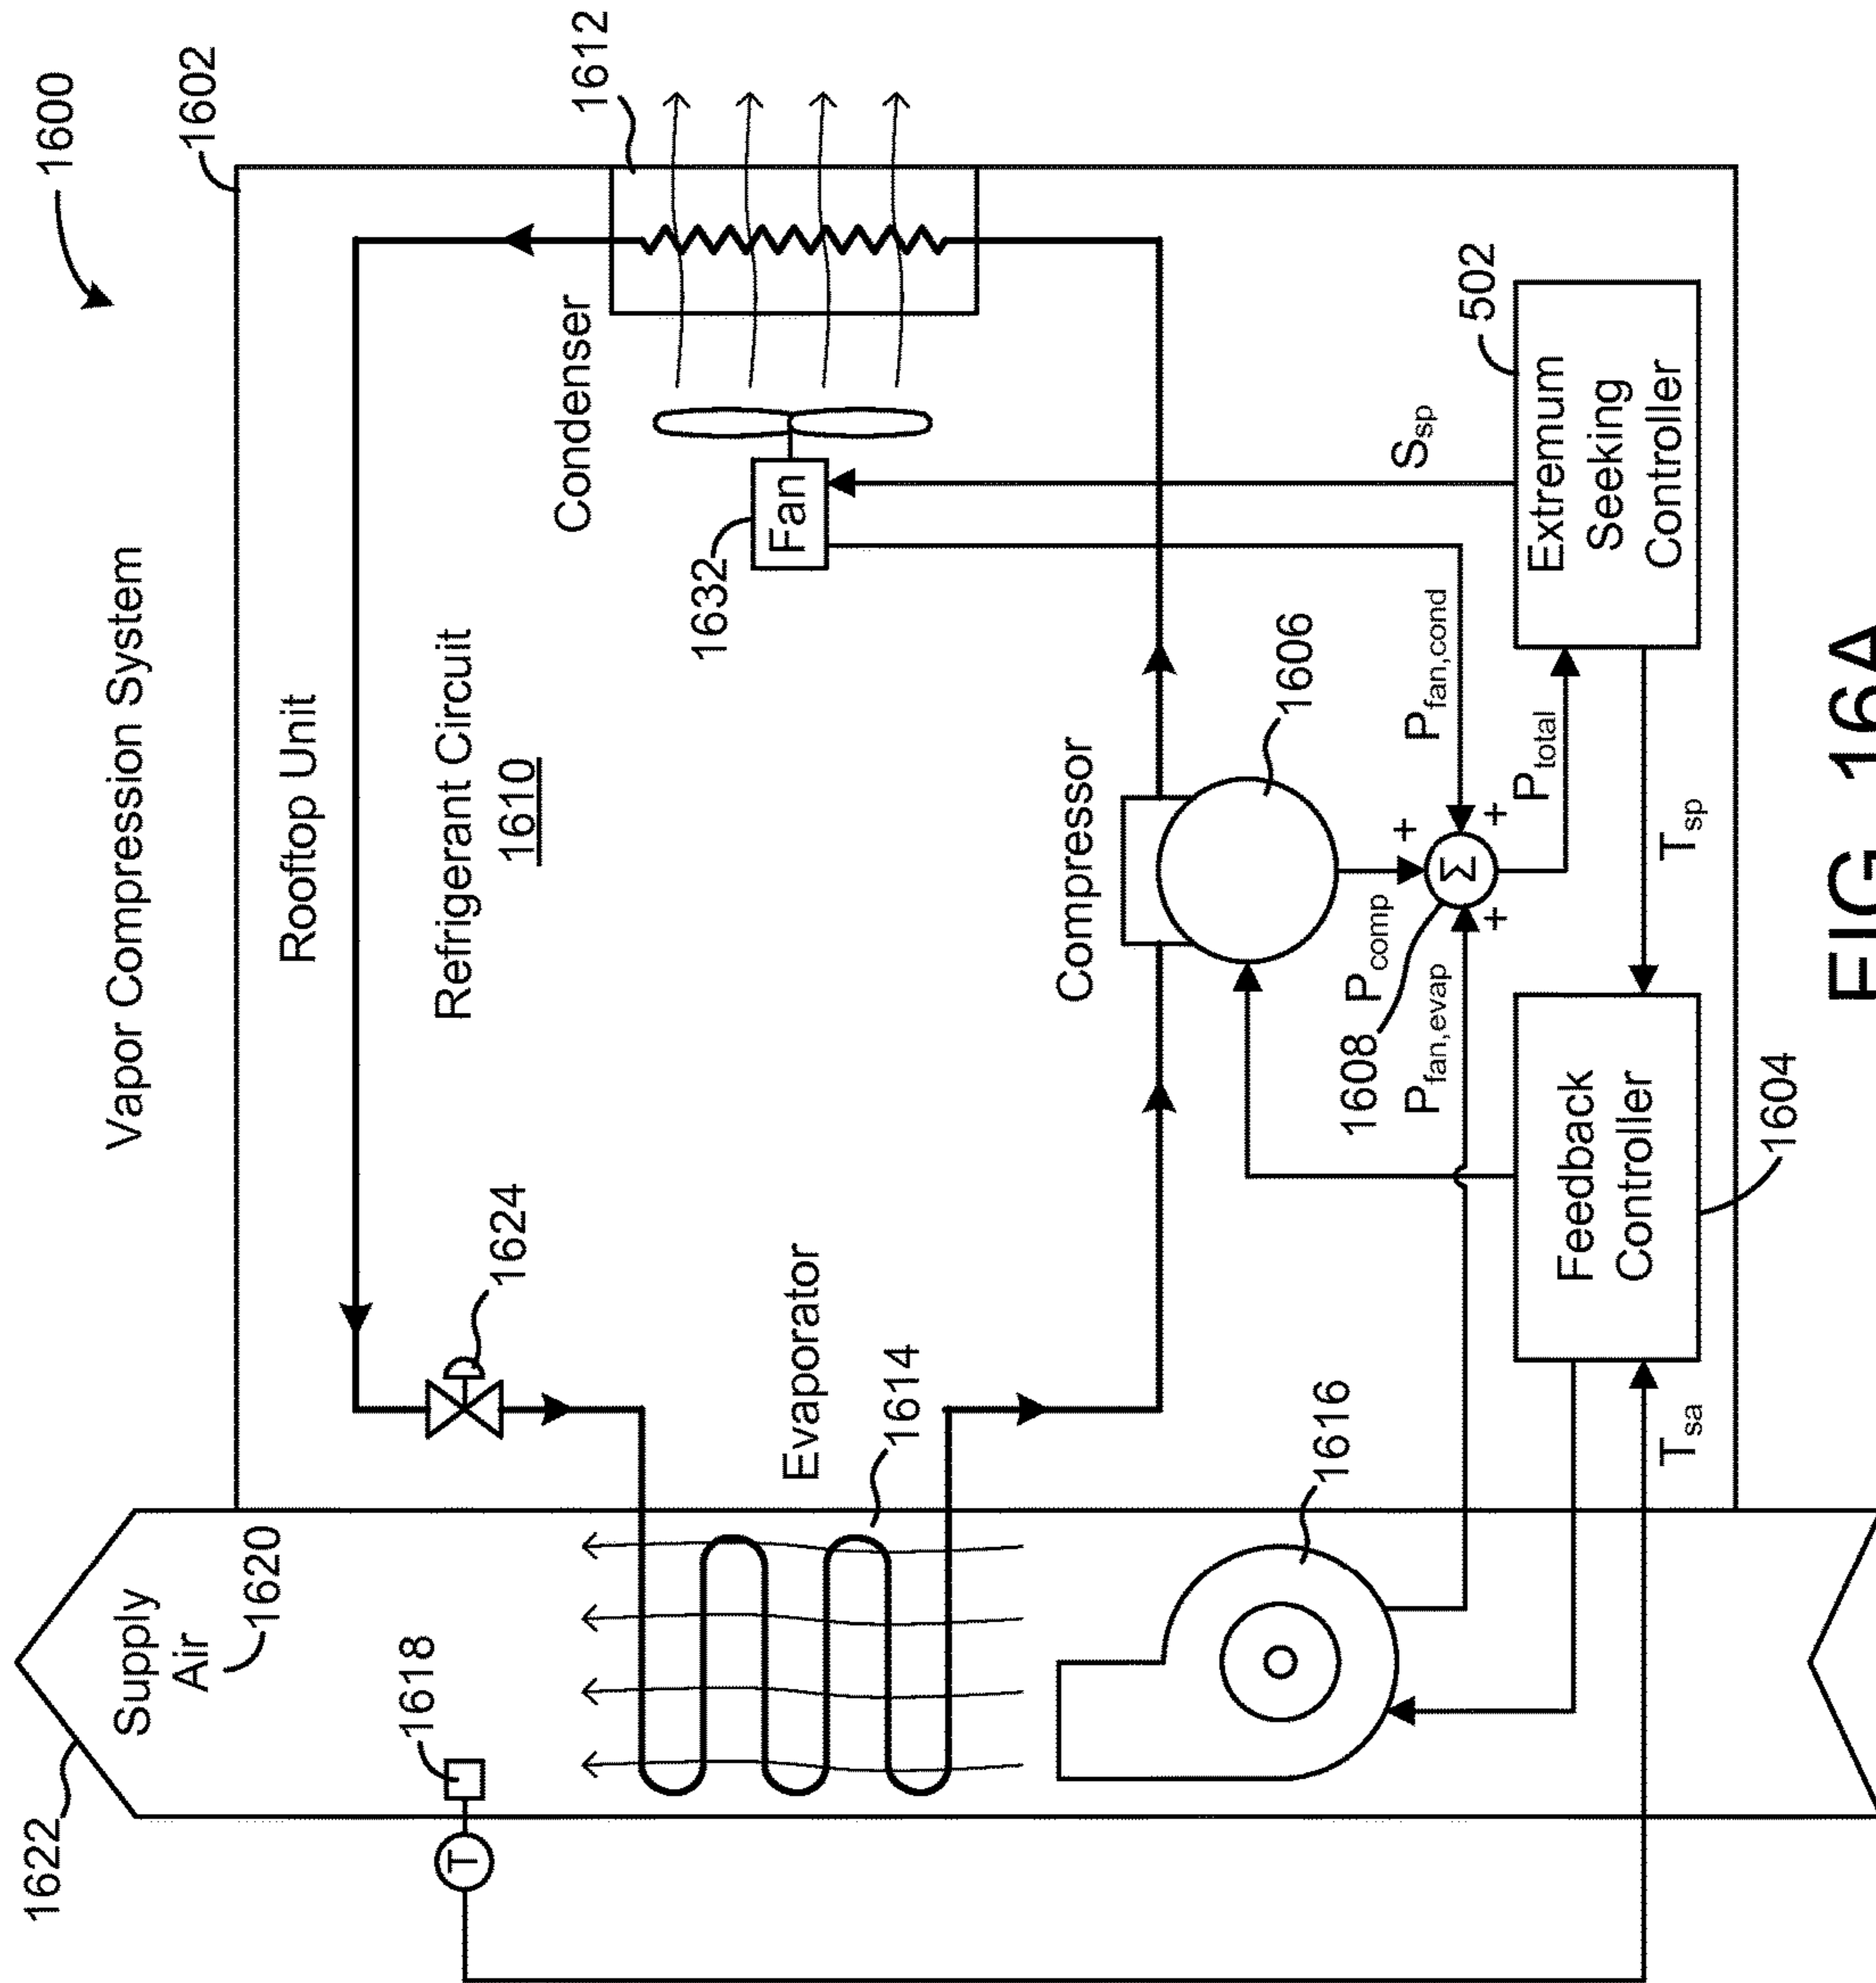 Vapor Compression System
1600
1602
1622
Supply
Air
1620
1618
T
Rooftop Unit
Refrigerant Circuit
1610
1624
Condenser
1612
1632
Fan
Evaporator
1614
1616
Compressor
1606
1608
P_comp
P_fan,evap
P_fan,cond
+
+
+
Σ
P_total
S_sp
502
Extremum
Seeking
Controller
T_sp
Feedback
Controller
1604
T_sa
FIG. 16A